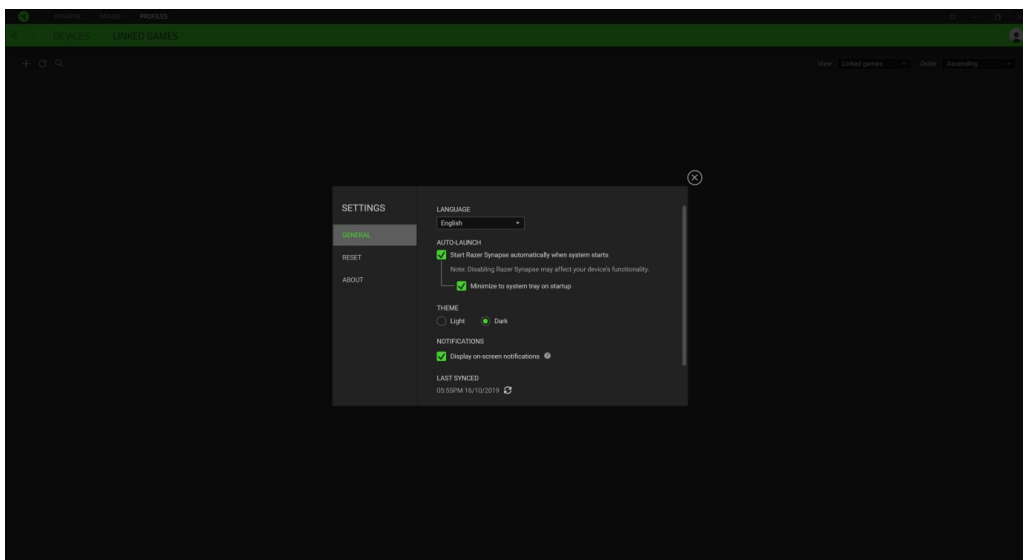 SYNAPSE MOUSE PROFILES
DEVICES LINKED GAMES
View Linked games Order Ascending
SETTINGS
GENERAL
RESET
ABOUT
LANGUAGE
English
AUTO-LAUNCH
Start Razer Synapse automatically when system starts
Note: Disabling Razer Synapse may affect your device's functionality.
Minimize to system tray on startup
THEME
Light Dark
NOTIFICATIONS
Display on-screen notifications
LAST SYNCED
05:55PM 16/10/2019